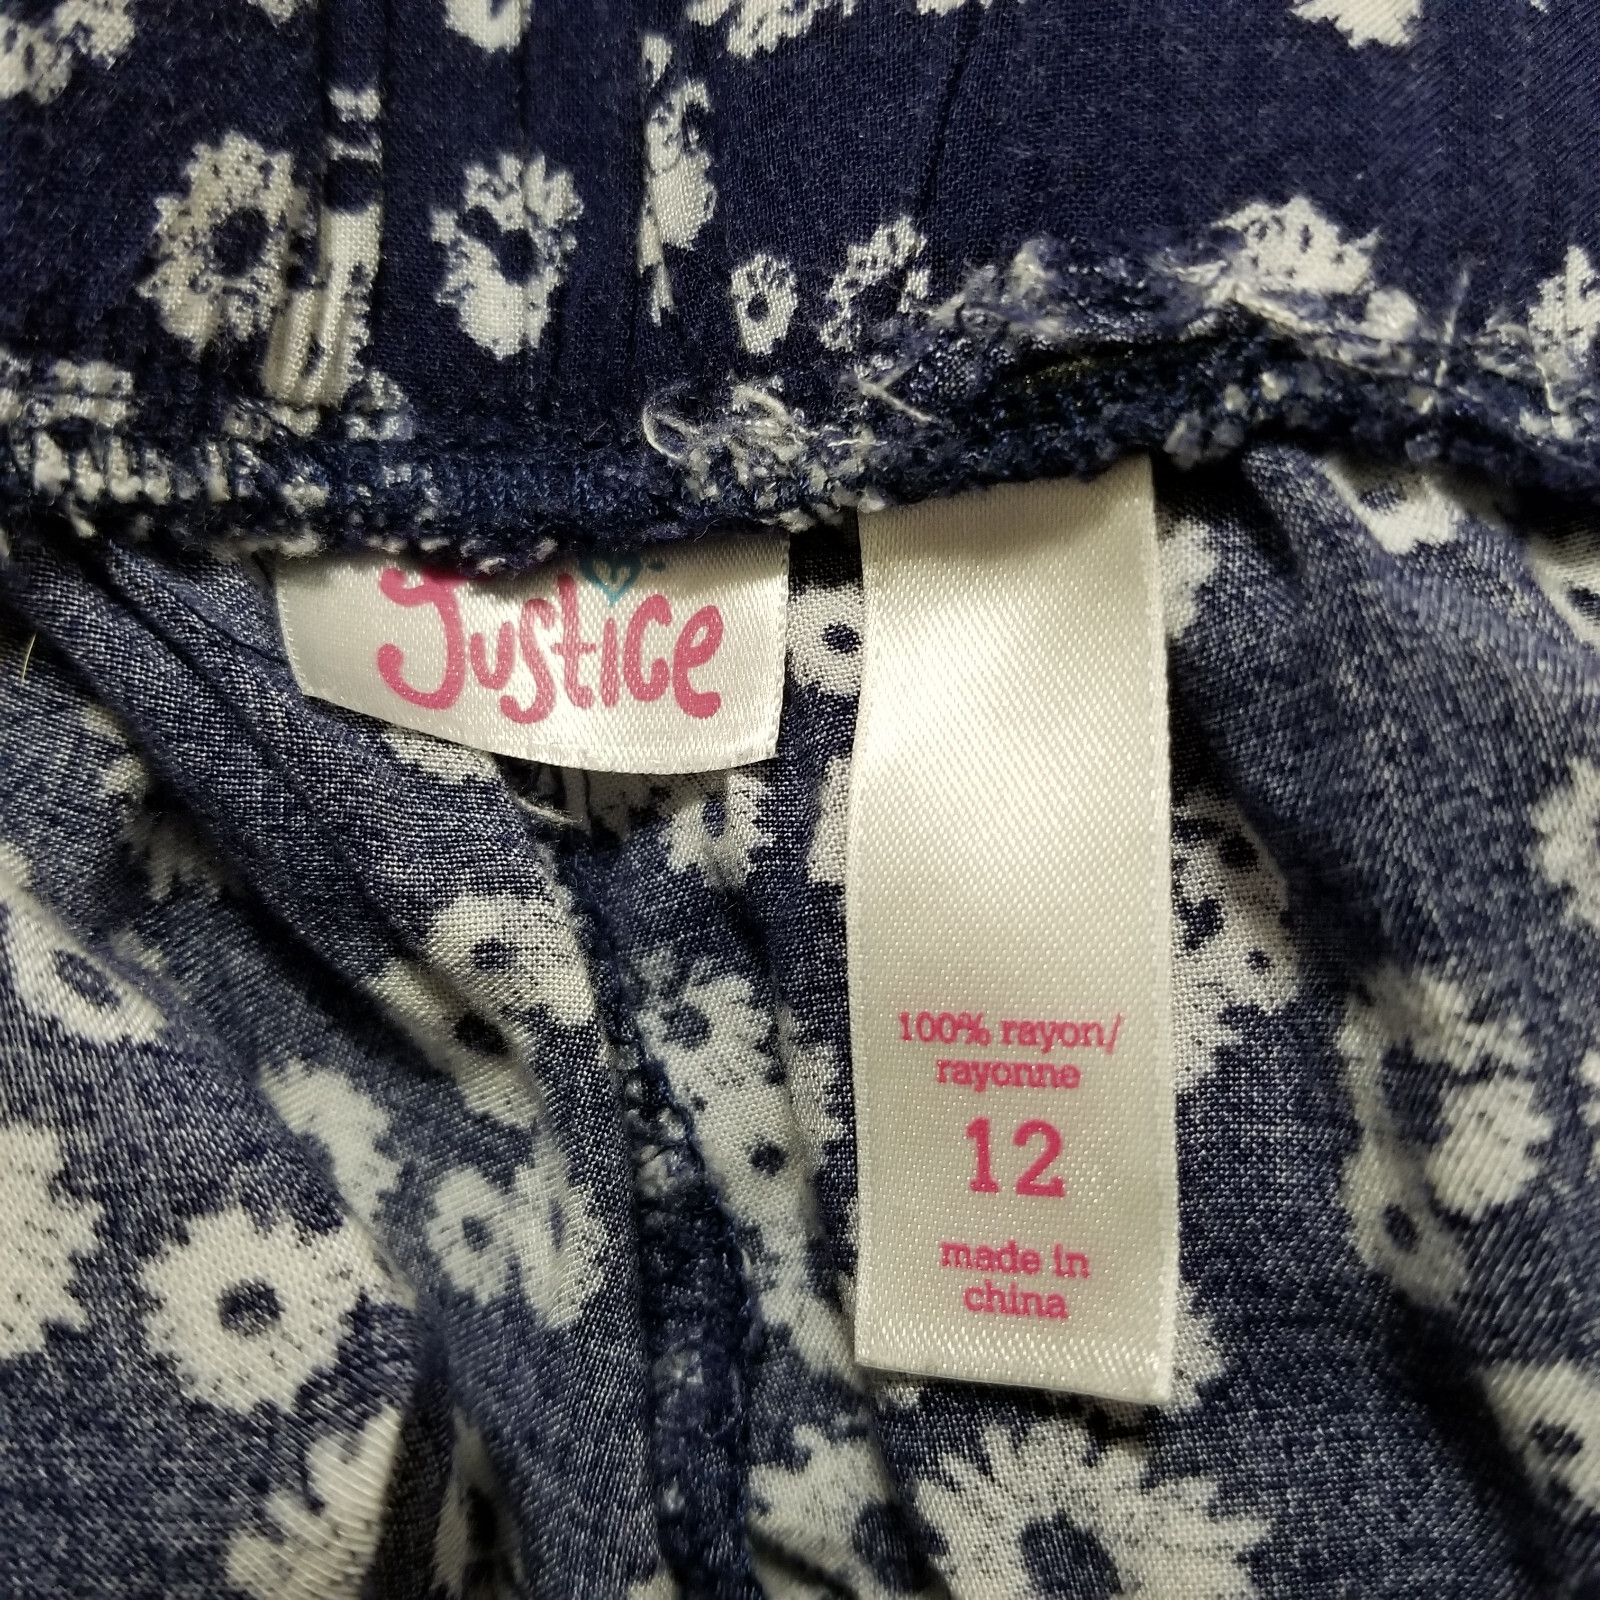 Justice
100% rayon/
rayonne
12
made in
china